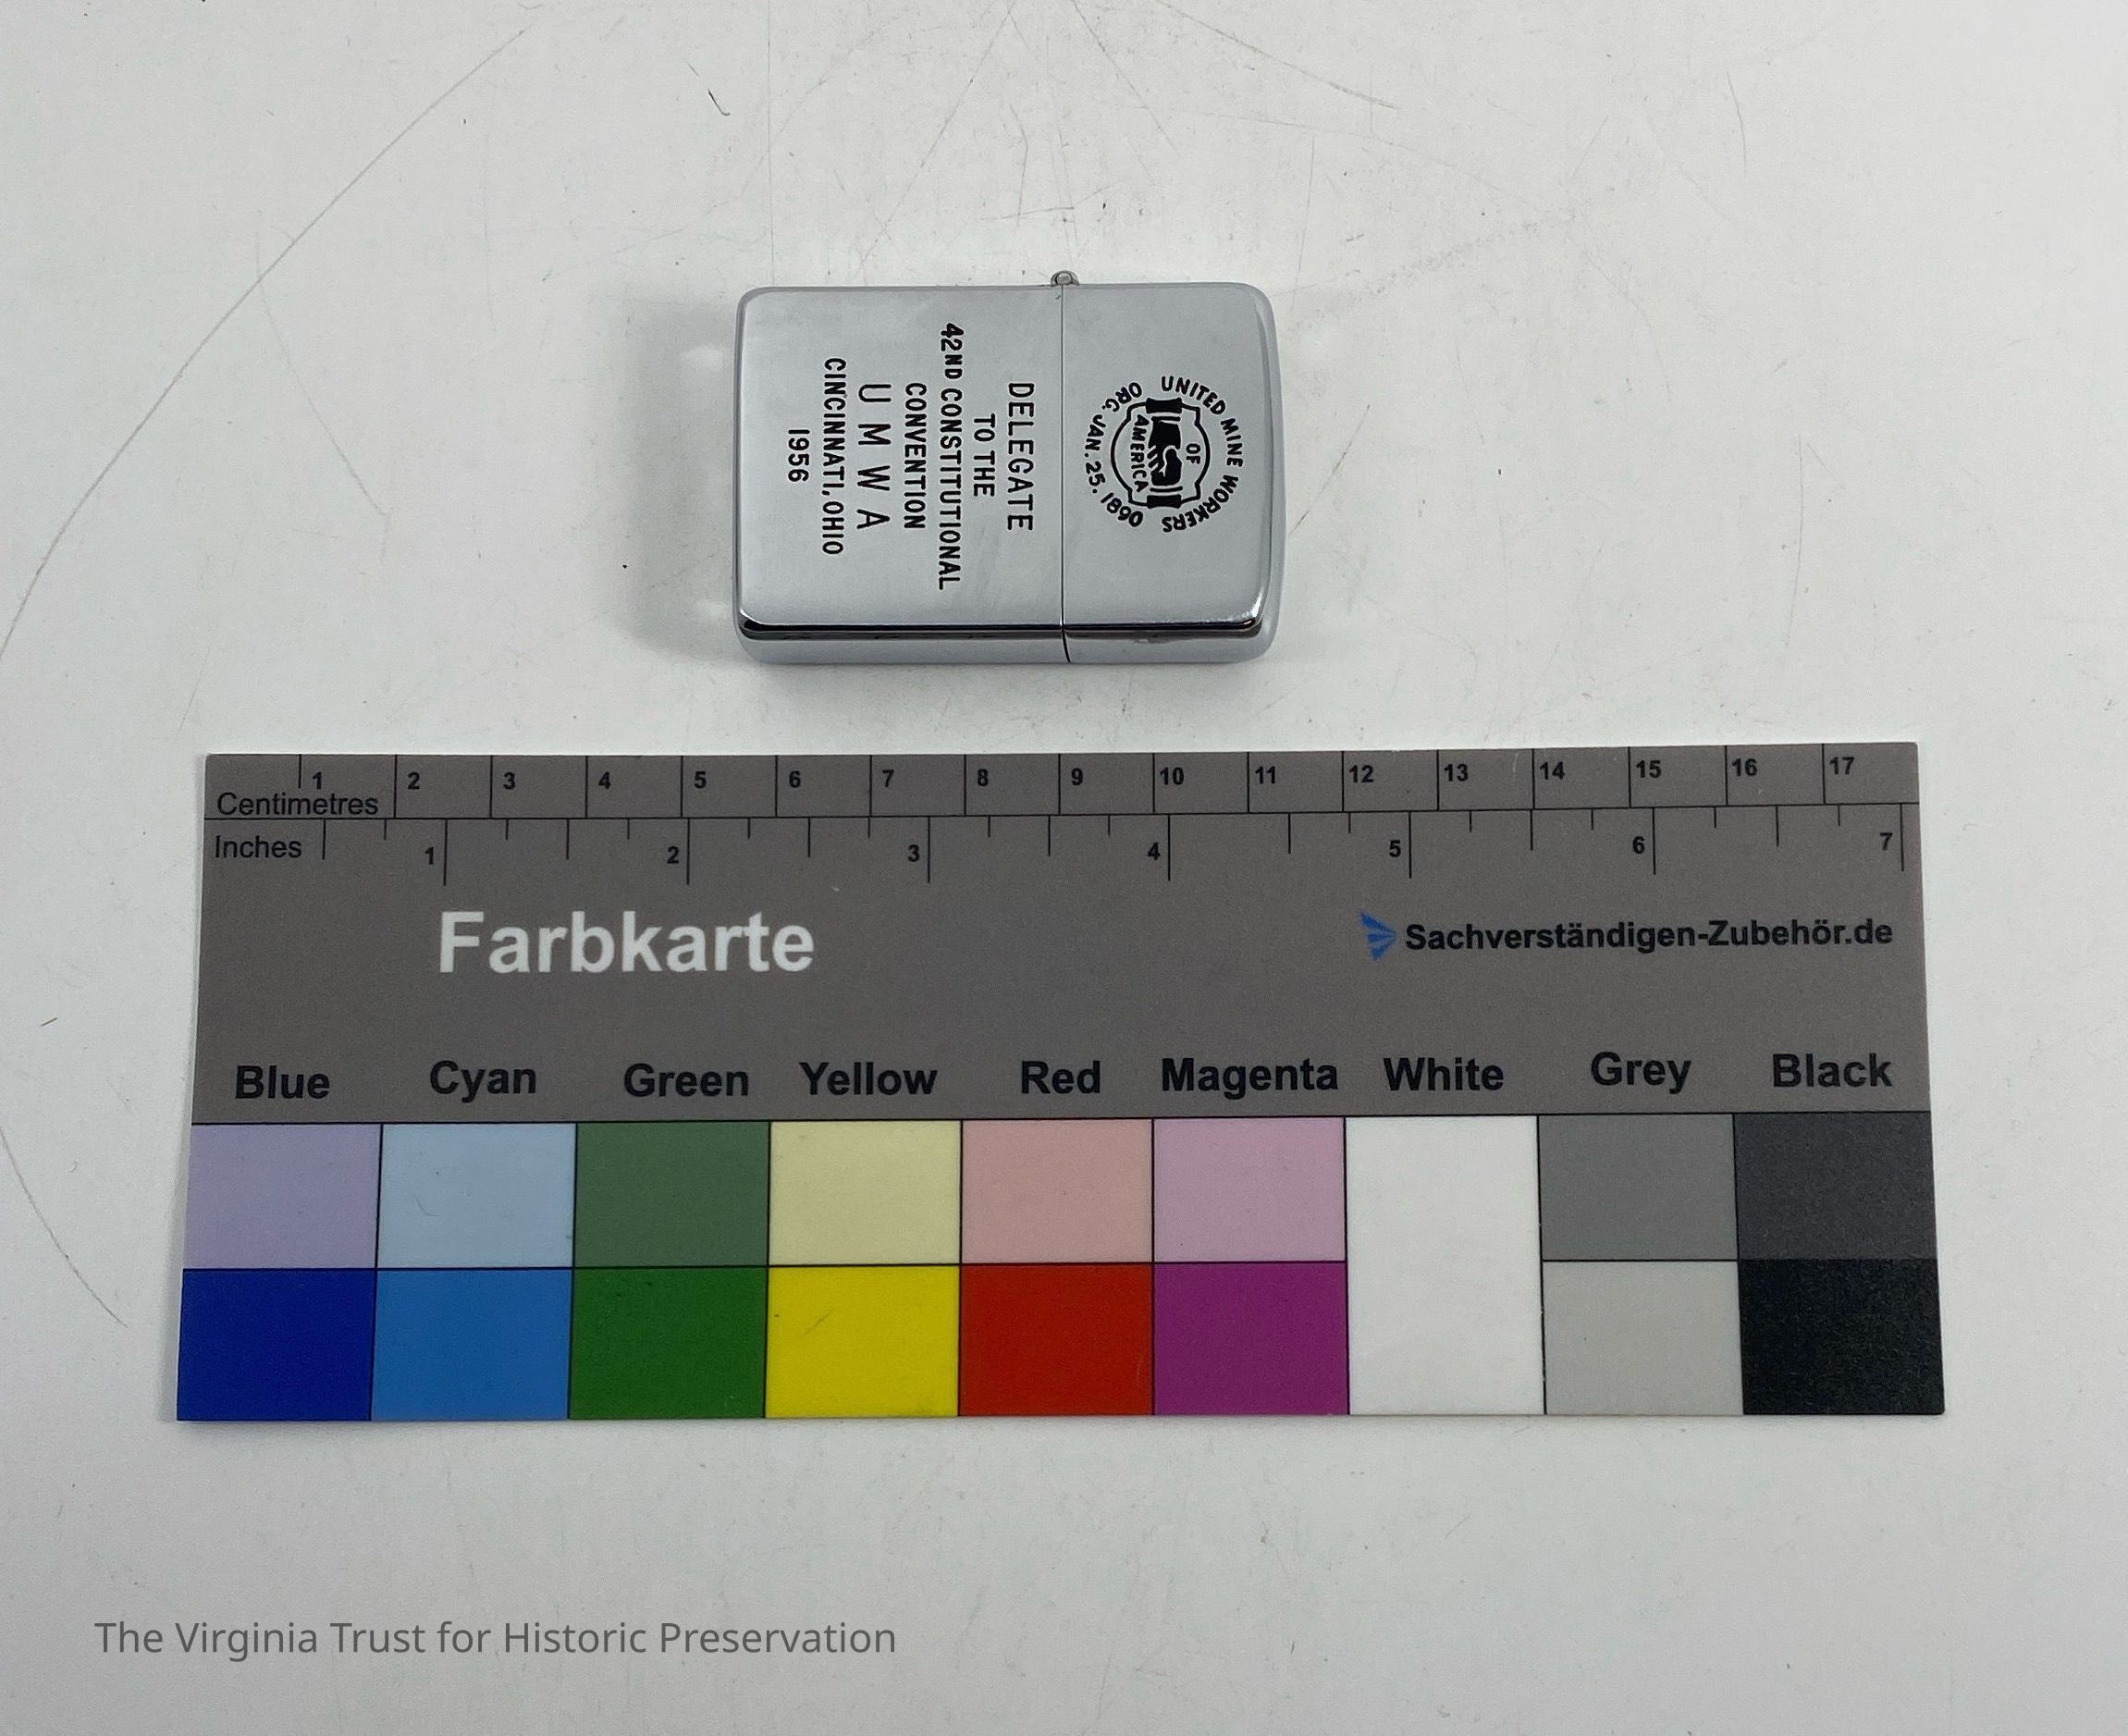 UNITED MINE WORKERS
OF
AMERICA
ORG. JAN. 25, 1890
DELEGATE
TO THE
42ND CONSTITUTIONAL
CONVENTION
U M W A
CINCINNATI, OHIO
1956
1 2 3 4 5 6 7 8 9 10 11 12 13 14 15 16 17
Centimetres
Inches 1 2 3 4 5 6 7
Farbkarte
Sachverständigen-Zubehör.de
Blue Cyan Green Yellow Red Magenta White Grey Black
The Virginia Trust for Historic Preservation